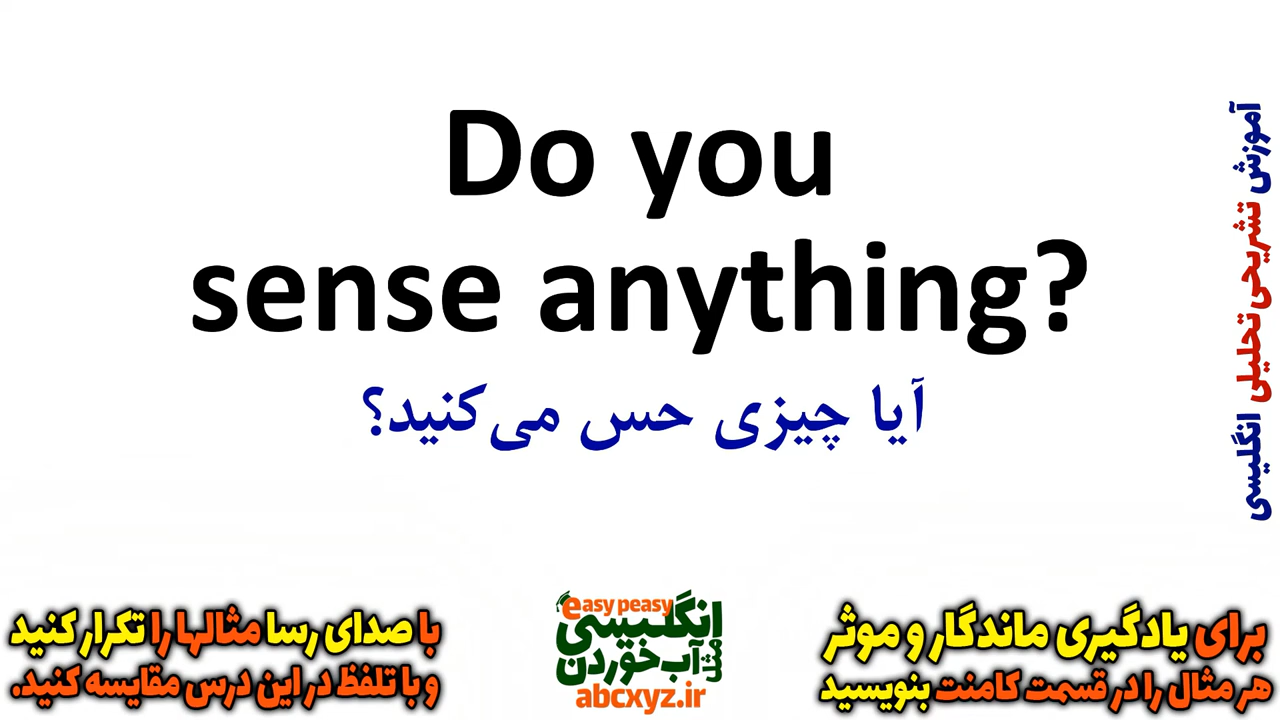 Do you
sense anything?
آیا چیزی حس می‌کنید؟
آموزش تشریحی تحلیلی انگلیسی
برای یادگیری ماندگار و موثر
هر مثال را در قسمت کامنت بنویسید
easy peasy
انگلیسی
مثل آب خوردن
abcxyz.ir
با صدای رسا مثالها را تکرار کنید
و با تلفظ در این درس مقایسه کنید.